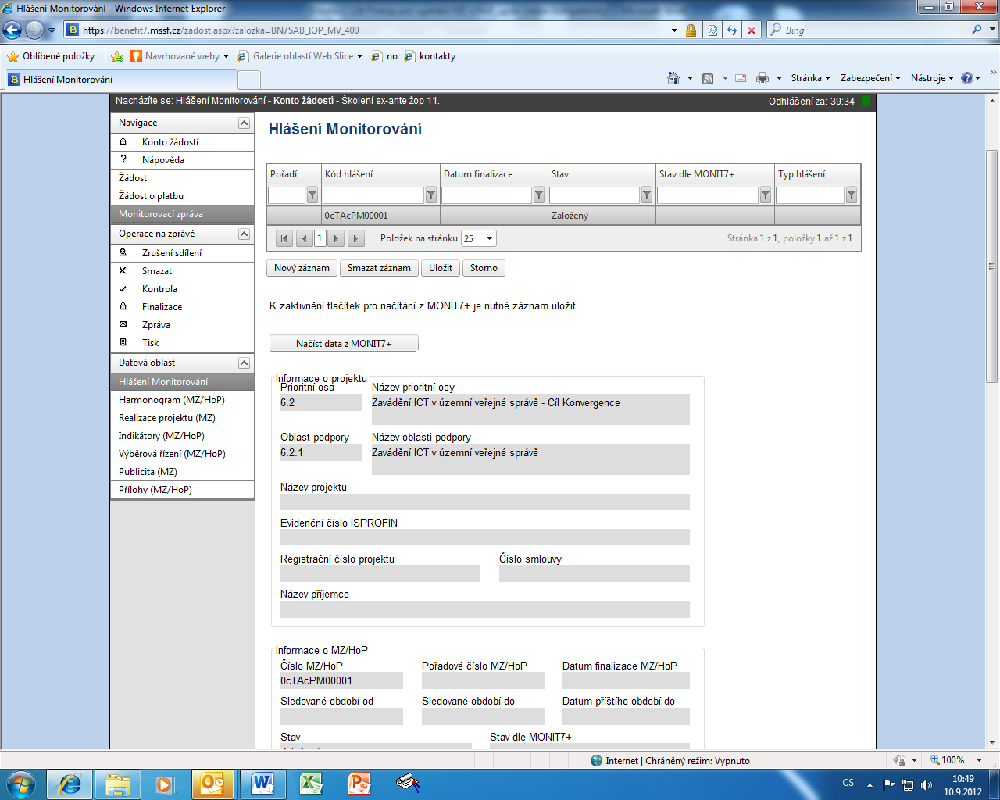 Hlášení Monitorování - Windows Internet Explorer
https://benefit7.mssf.cz/zadost.aspx?zalozka=BN7SAB_IOP_MV_400
Bing
Oblíbené položky
Navrhované weby
Galerie oblastí Web Slice
no
kontakty
Hlášení Monitorování
Stránka
Zabezpečení
Nástroje
Nacházíte se: Hlášení Monitorování - Konto žádosti - Školení ex-ante žop 11.
Odhlášení za: 39:34
Navigace
Konto žádostí
Nápověda
Žádost
Žádost o platbu
Monitorovací zpráva
Operace na zprávě
Zrušení sdílení
Smazat
Kontrola
Finalizace
Zpráva
Tisk
Datová oblast
Hlášení Monitorování
Harmonogram (MZ/HoP)
Realizace projektu (MZ)
Indikátory (MZ/HoP)
Výběrová řízení (MZ/HoP)
Publicita (MZ)
Přílohy (MZ/HoP)
Hlášení Monitorování
Pořadí Kód hlášení Datum finalizace Stav Stav dle MONIT7+ Typ hlášení
0cTAcPM00001 Založený
1 Položek na stránku 25 Stránka 1 z 1, položky 1 až 1 z 1
Nový záznam Smazat záznam Uložit Storno
K zaktivnění tlačítek pro načítání z MONIT7+ je nutné záznam uložit
Načíst data z MONIT7+
Informace o projektu
Prioritní osa Název prioritní osy
6.2 Zavádění ICT v územní veřejné správě - Cíl Konvergence
Oblast podpory Název oblasti podpory
6.2.1 Zavádění ICT v územní veřejné správě
Název projektu
Evidenční číslo ISPROFIN
Registrační číslo projektu Číslo smlouvy
Název příjemce
Informace o MZ/HoP
Číslo MZ/HoP Pořadové číslo MZ/HoP Datum finalizace MZ/HoP
0cTAcPM00001
Sledované období od Sledované období do Datum příštího období do
Stav Stav dle MONIT7+
Internet | Chráněný režim: Vypnuto
100%
CS
10:49
10.9.2012